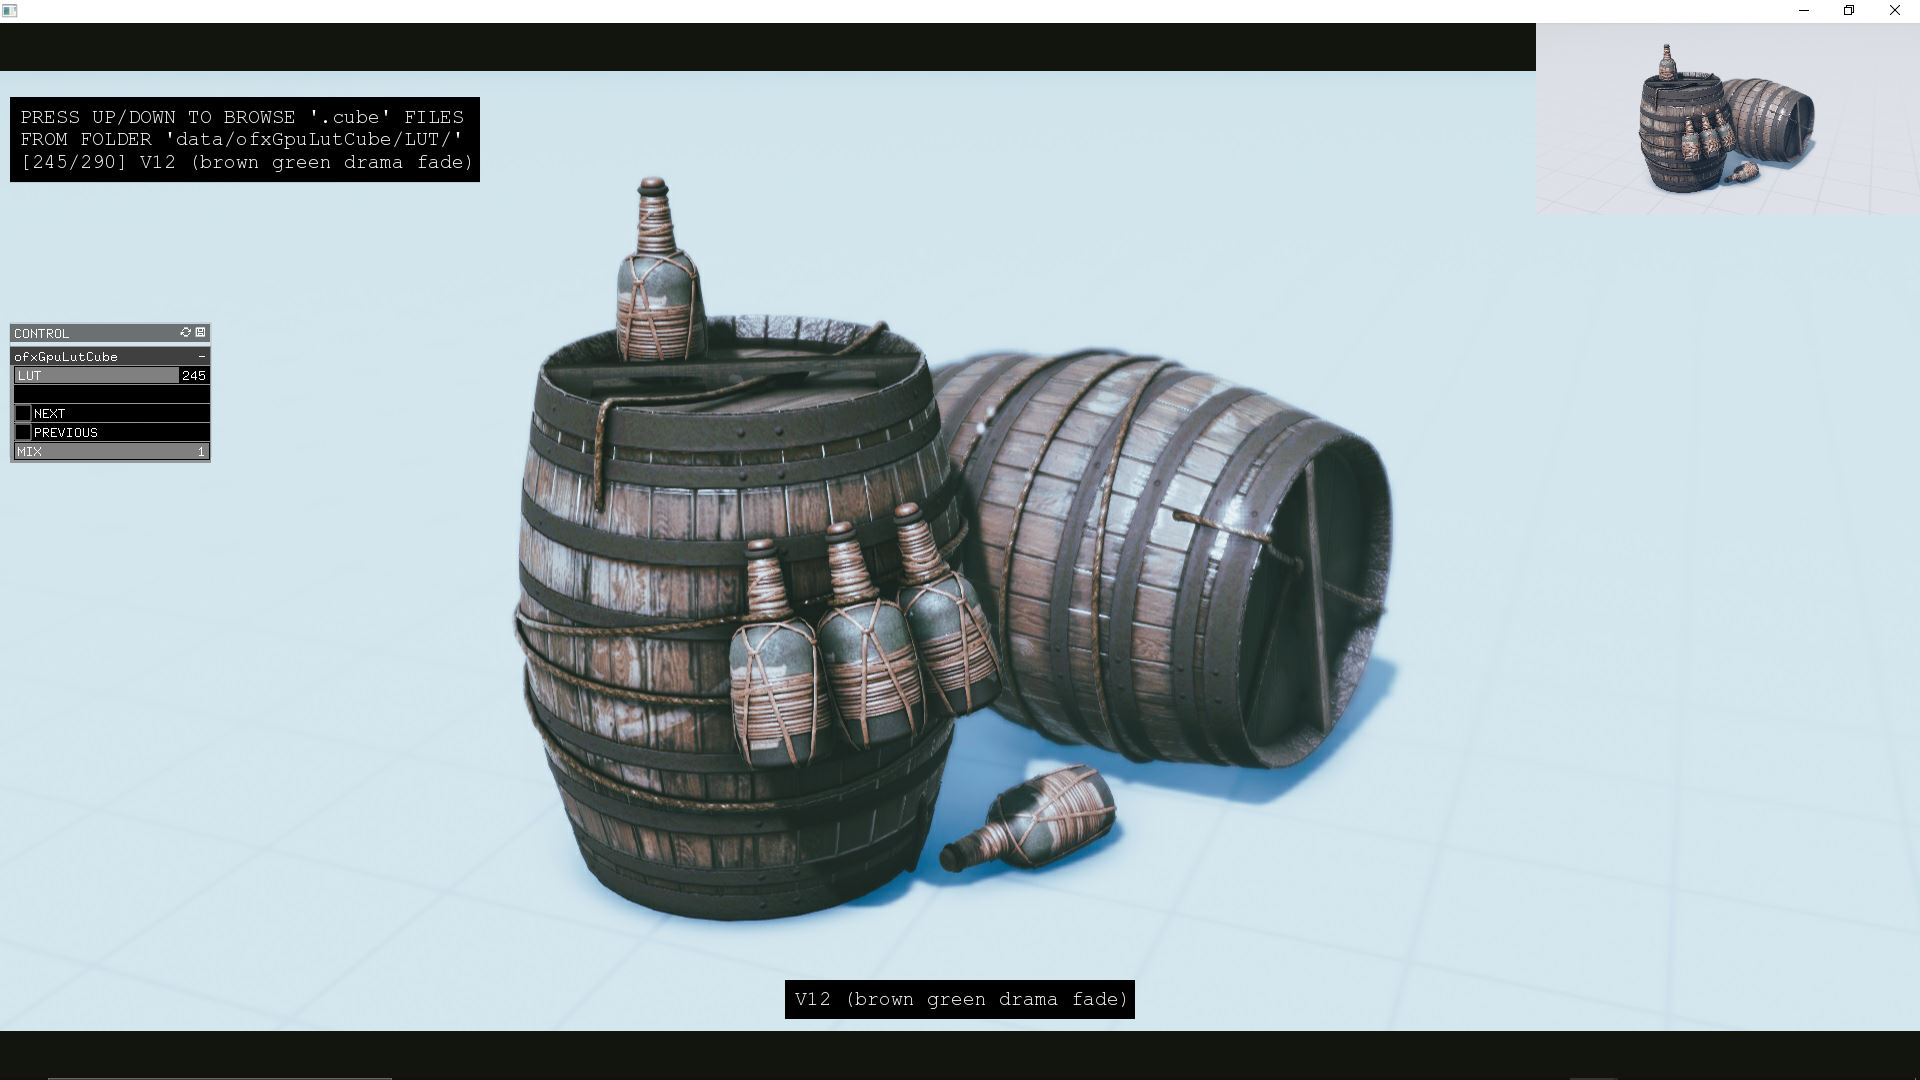 PRESS UP/DOWN TO BROWSE '.cube' FILES
FROM FOLDER 'data/ofxGpuLutCube/LUT/'
[245/290] V12 (brown green drama fade)
CONTROL
ofxGpuLutCube -
LUT 245
NEXT
PREVIOUS
MIX 1
V12 (brown green drama fade)